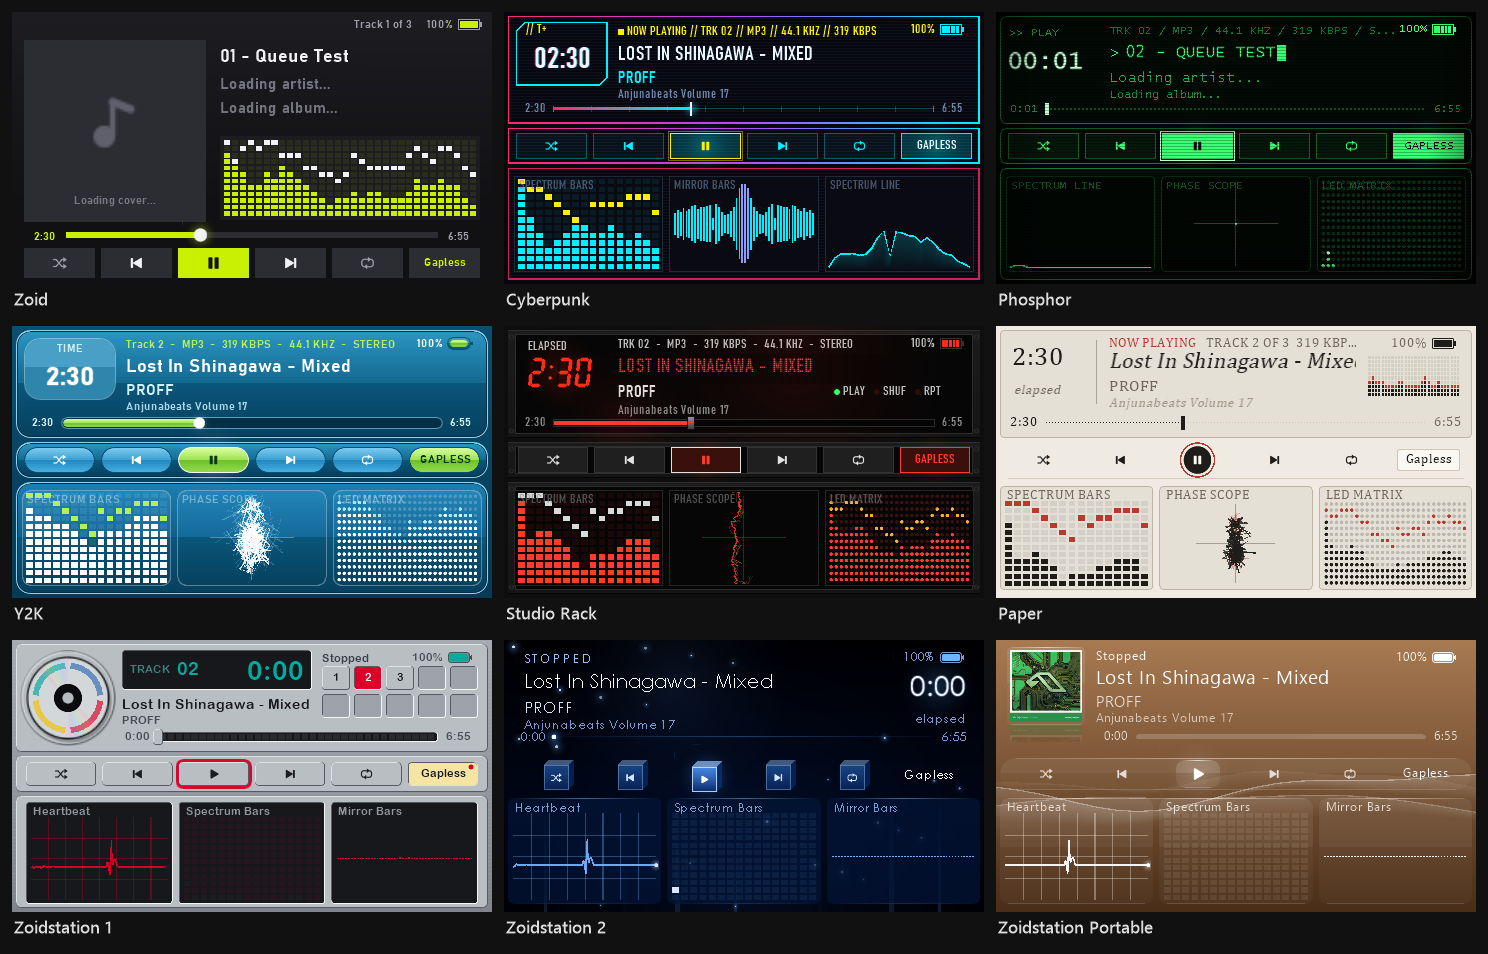 Track 1 of 3 100%
01 - Queue Test
Loading artist...
Loading album...
Loading cover...
2:30 6:55
Gapless
Zoid
// T+
02:30
NOW PLAYING // TRK 02 // MP3 // 44.1 KHZ // 319 KBPS 100%
LOST IN SHINAGAWA - MIXED
PROFF
Anjunabeats Volume 17
2:30 6:55
GAPLESS
SPECTRUM BARS MIRROR BARS SPECTRUM LINE
Cyberpunk
>> PLAY
00:01
TRK 02 / MP3 / 44.1 KHZ / 319 KBPS / S... 100%
> 02 - QUEUE TEST
Loading artist...
Loading album...
0:01 6:55
GAPLESS
SPECTRUM LINE PHASE SCOPE LED MATRIX
Phosphor
TIME
2:30
Track 2 - MP3 - 319 KBPS - 44.1 KHZ - STEREO 100%
Lost In Shinagawa - Mixed
PROFF
Anjunabeats Volume 17
2:30 6:55
GAPLESS
SPECTRUM BARS PHASE SCOPE LED MATRIX
Y2K
ELAPSED
2:30
TRK 02 - MP3 - 319 KBPS - 44.1 KHZ - STEREO 100%
LOST IN SHINAGAWA - MIXED
PROFF
PLAY SHUF RPT
Anjunabeats Volume 17
2:30 6:55
GAPLESS
SPECTRUM BARS PHASE SCOPE LED MATRIX
Studio Rack
2:30
elapsed
NOW PLAYING TRACK 2 OF 3 319 KBP... 100%
Lost In Shinagawa - Mixe
PROFF
Anjunabeats Volume 17
2:30 6:55
Gapless
SPECTRUM BARS PHASE SCOPE LED MATRIX
Paper
TRACK 02 0:00
Stopped 100%
1 2 3
Lost In Shinagawa - Mixed
PROFF
0:00 6:55
Gapless
Heartbeat Spectrum Bars Mirror Bars
Zoidstation 1
STOPPED 100%
Lost In Shinagawa - Mixed
0:00
PROFF
Anjunabeats Volume 17 elapsed
0:00 6:55
Gapless
Heartbeat Spectrum Bars Mirror Bars
Zoidstation 2
Stopped 100%
Lost In Shinagawa - Mixed
PROFF
Anjunabeats Volume 17
0:00 6:55
Gapless
Heartbeat Spectrum Bars Mirror Bars
Zoidstation Portable